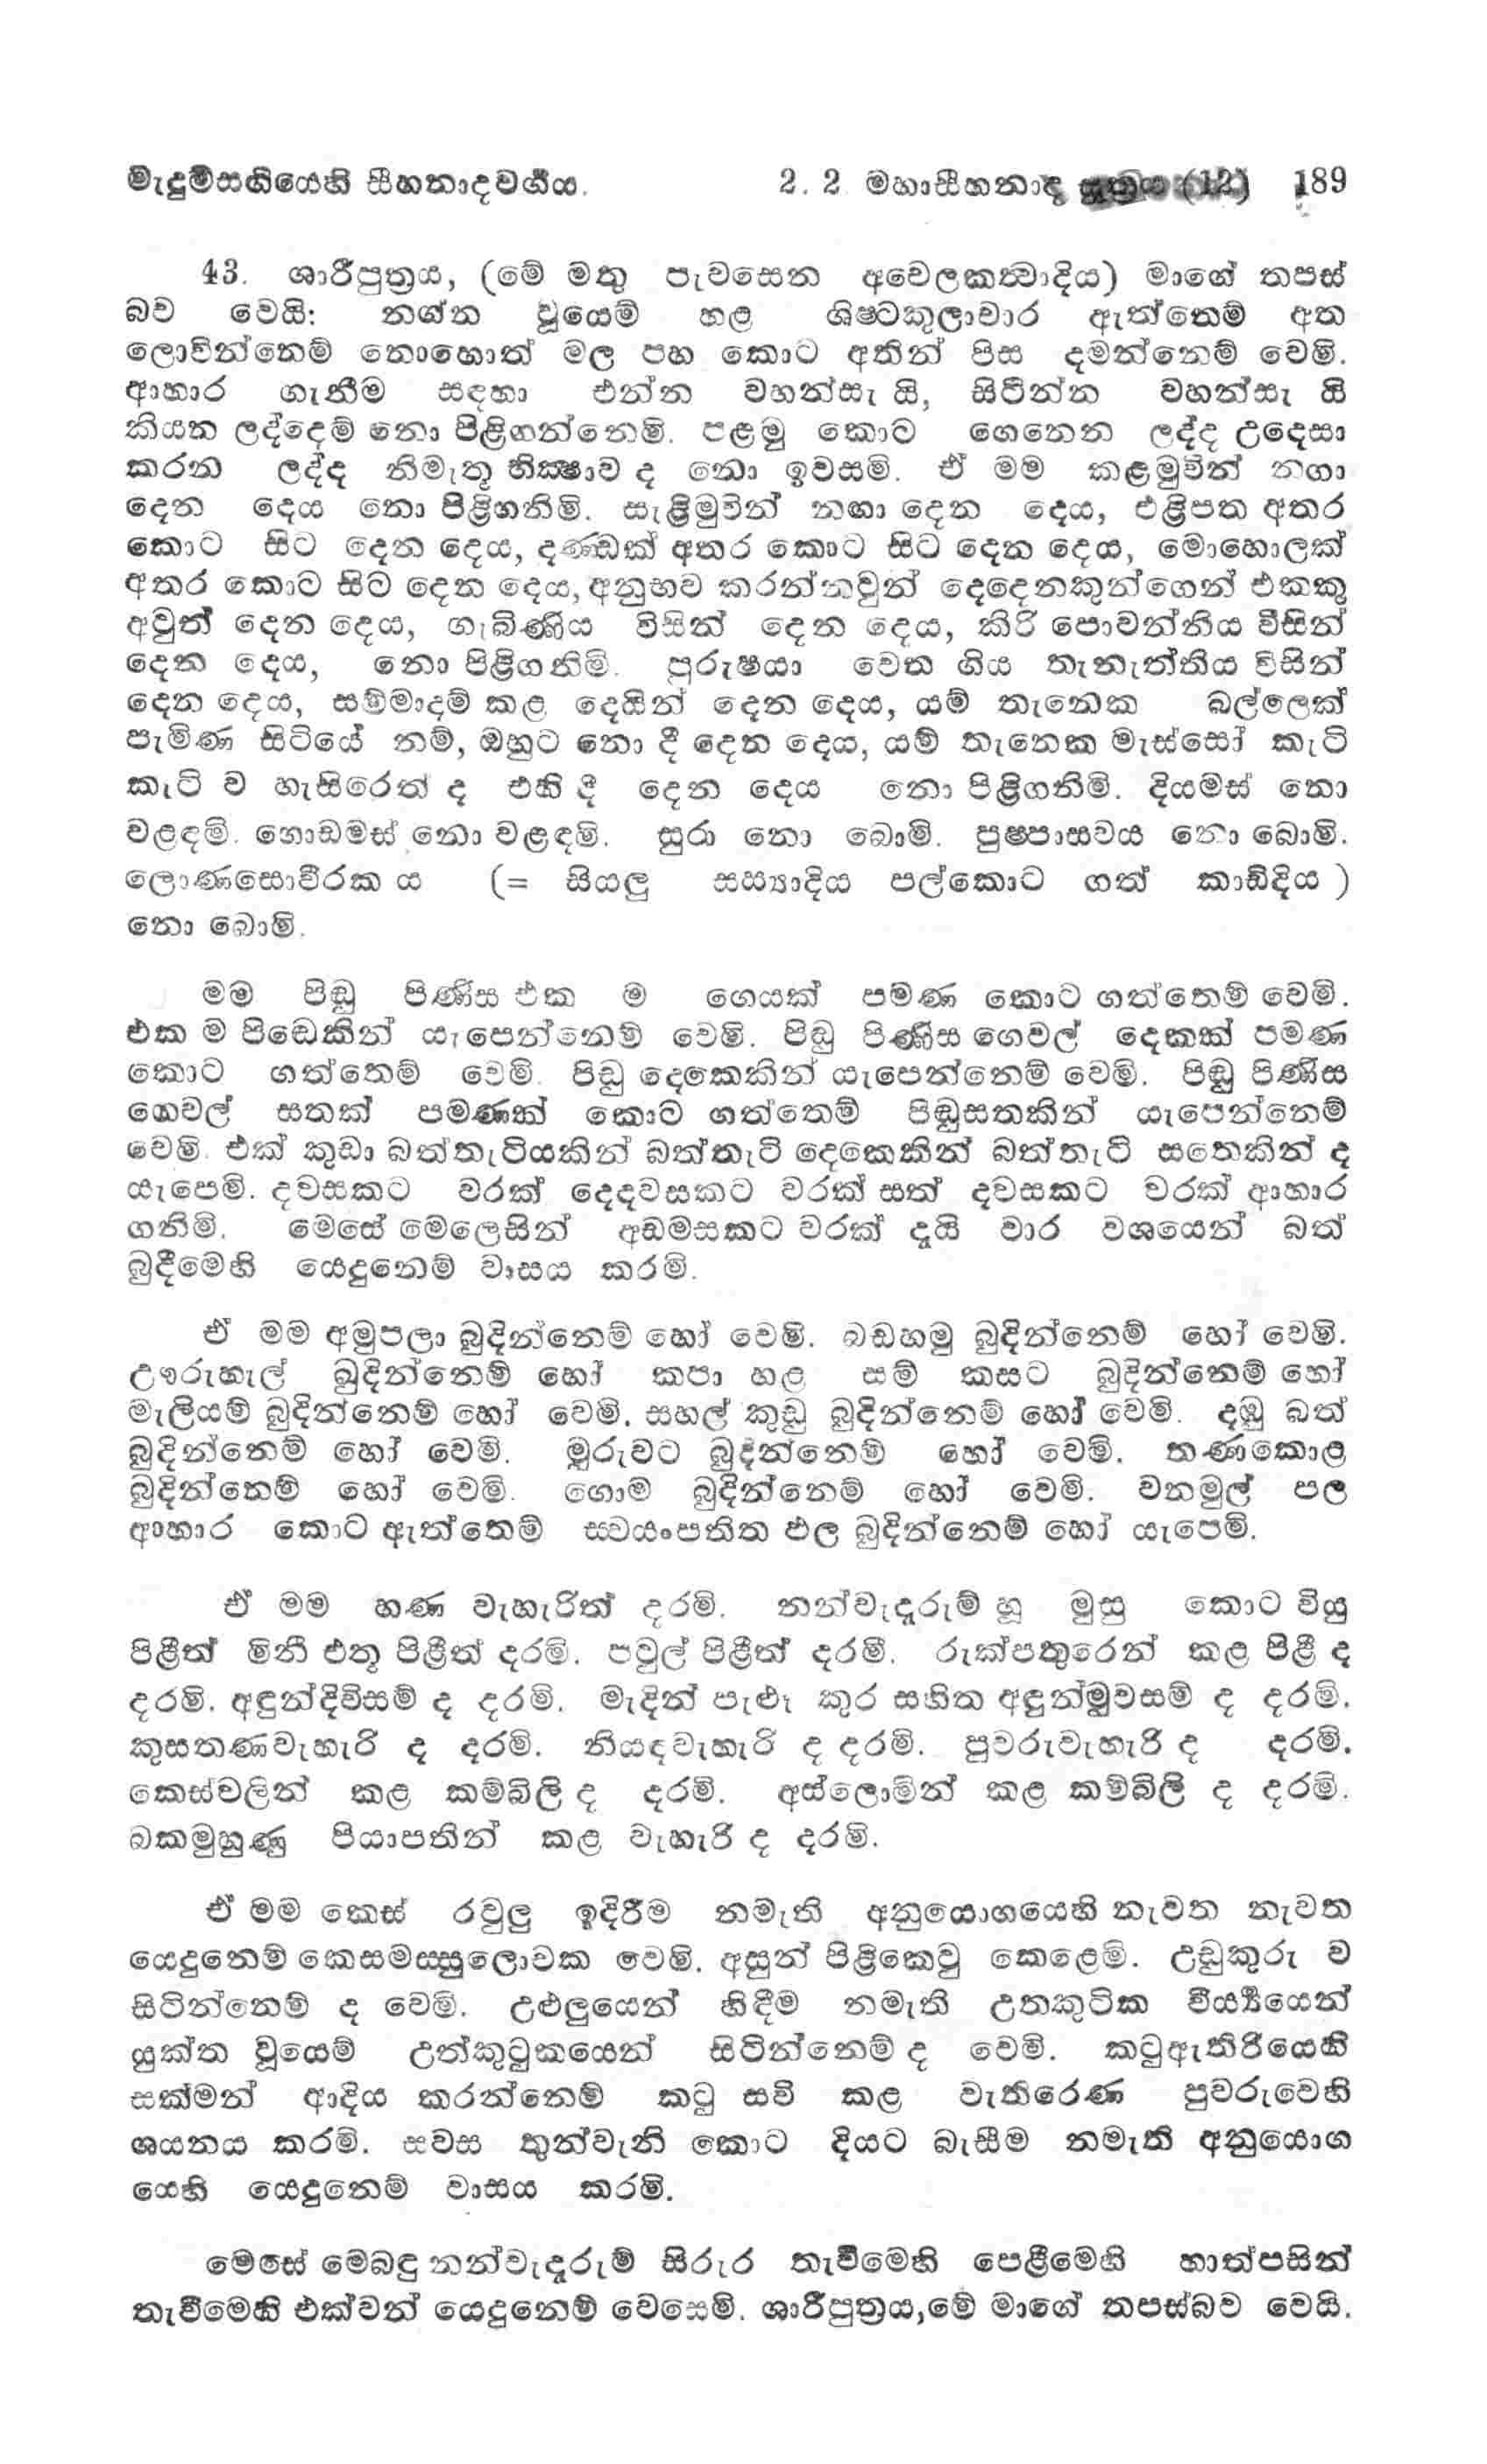 මැදුම්සඟියෙහි සීහනාදවර්ගය. 2. 2 මහාසීහනාද සූත්‍රය (12) 189
43. ශාරීපුත්‍රය, (මේ මතු පැවසෙන අචෙලකත්‍වාදිය) මාගේ තපස්
බව වෙයි: නග්න වූයෙම් හළ ශිෂ්ටකුලාචාර ඇත්තෙම් අත
ලොවින්නෙම් නොහොත් මල පහ කොට අතින් පිස දමන්නෙම් වෙමි.
ආහාර ගැනීම සඳහා එන්න වහන්සැ යි, සිටින්න වහන්සැ යි
කියන ලද්දෙම් නො පිළිගන්නෙමි. පළමු කොට ගෙනෙන ලද්ද උදෙසා
කරන ලද්ද නිමැතූ භික්‍ෂාව ද නො ඉවසමි. ඒ මම කළමුවින් නගා
දෙන දෙය නො පිළිගනිමි. සැළිමුවින් නඟා දෙන දෙය, එළිපත අතර
කොට සිට දෙන දෙය, දණ්ඩක් අතර කොට සිට දෙන දෙය, මොහොලක්
අතර කොට සිට දෙන දෙය, අනුභව කරන්නවුන් දෙදෙනකුන්ගෙන් එකකු
අවුත් දෙන දෙය, ගැබිණිය විසින් දෙන දෙය, කිරි පොවන්නිය විසින්
දෙන දෙය, නො පිළිගනිමි. පුරුෂයා වෙත ගිය තැනැත්තිය විසින්
දෙන දෙය, සම්මාදම් කළ දෙයින් දෙන දෙය, යම් තැනෙක බල්ලෙක්
පැමිණ සිටියේ නම්, ඔහුට නො දී දෙන දෙය, යම් තැනෙක මැස්සෝ කැටි
කැටි ව හැසිරෙත් ද එහි දී දෙන දෙය නො පිළිගනිමි. දියමස් නො
වළඳමි. ගොඩමස් නො වළඳමි. සුරා නො බොමි. පුෂ්පාසවය නො බොමි.
ලොණසොවීරක ය (= සියලු සස්‍යාදිය පල්කොට ගත් කාඩිදිය )
නො බොමි.
මම පිඬු පිණිස එක ම ගෙයක් පමණ කොට ගත්තෙම් වෙමි.
එක ම පිඬෙකින් යැපෙන්නෙම් වෙමි. පිඬු පිණිස ගෙවල් දෙකක් පමණ
කොට ගත්තෙම් වෙමි. පිඩු දෙකෙකින් යැපෙන්නෙම් වෙමි. පිඬු පිණිස
ගෙවල් සතක් පමණක් කොට ගත්තෙම් පිඬුසතකින් යැපෙන්නෙම්
වෙමි. එක් කුඩා බත්තැටියකින් බත්තැටි දෙකෙකින් බත්තැටි සතෙකින් ද
යැපෙමි. දවසකට වරක් දෙදවසකට වරක් සත් දවසකට වරක් ආහාර
ගනිමි. මෙසේ මෙලෙසින් අඩමසකට වරක් දැයි වාර වශයෙන් බත්
බුදීමෙහි යෙදුනෙම් වාසය කරමි.
ඒ මම අමුපලා බුදින්නෙම් හෝ වෙමි. බඩහමු බුදින්නෙම් හෝ වෙමි.
ඌරුහැල් බුදින්නෙම් හෝ කපා හළ සම් කසට බුදින්නෙම් හෝ
මැලියම් බුදින්නෙම් හෝ වෙමි. සහල් කුඩු බුදින්නෙම් හෝ වෙමි. දඹු බත්
බුදින්නෙම් හෝ වෙමි. මුරුවට බුදින්නෙම් හෝ වෙමි. තණකොළ
බුදින්නෙම් හෝ වෙමි. ගොම බුදින්නෙම් හෝ වෙමි. වනමුල් පල
ආහාර කොට ඇත්තෙම් ස්වයංපතිත ඵල බුදින්නෙම් හෝ යැපෙමි.
ඒ මම හණ වැහැරිත් දරමි. නන්වැදෑරුම් හූ මුසු කොට වියු
පිළීත් මිනී එතූ පිළීත් දරමි. පවුල් පිළීත් දරමි. රුක්පතුරෙන් කළ පිළී ද
දරමි. අඳුන්දිවිසම් ද දරමි. මැදින් පැළූ කුර සහිත අඳුන්මුවසම් ද දරමි.
කුසතණවැහැරි ද දරමි. නියඳවැහැරි ද දරමි. පුවරුවැහැරි ද දරමි.
කෙස්වලින් කළ කම්බිලි ද දරමි. අස්ලොමින් කළ කම්බිලි ද දරමි.
බකමුහුණු පියාපතින් කළ වැහැරි ද දරමි.
ඒ මම කෙස් රවුලු ඉදිරීම නමැති අනුයොගයෙහි නැවත නැවත
යෙදුනෙම් කෙසමස්සුලොචක වෙමි. අසුන් පිළිකෙවු කෙළෙමි. උඩුකුරු ව
සිටින්නෙම් ද වෙමි. උළුලුයෙන් හිඳීම නමැති උතකුටික වීර්‍ය්‍යයෙන්
යුක්ත වූයෙම් උත්කුටුකයෙන් සිටින්නෙම් ද වෙමි. කටුඇතිරියෙහි
සක්මන් ආදිය කරන්නෙම් කටු සවි කළ වැතිරෙණ පුවරුවෙහි
ශයනය කරමි. සවස තුන්වැනි කොට දියට බැසීම නමැති අනුයොග
යෙහි යෙදුනෙම් වාසය කරමි.
මෙසේ මෙබඳු නන්වැදෑරුම් සිරුර තැවීමෙහි පෙළීමෙහි හාත්පසින්
තැවීමෙහි එක්වන් යෙදුනෙම් වෙසෙමි. ශාරීපුත්‍රය, මේ මාගේ තපස්බව වෙයි.